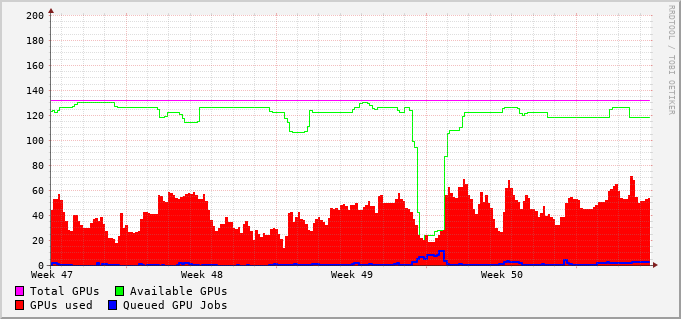 RRDTOOL / TOBI OETIKER
200
180
160
140
120
100
80
60
40
20
0
Week 47 Week 48 Week 49 Week 50
Total GPUs Available GPUs
GPUs used Queued GPU Jobs